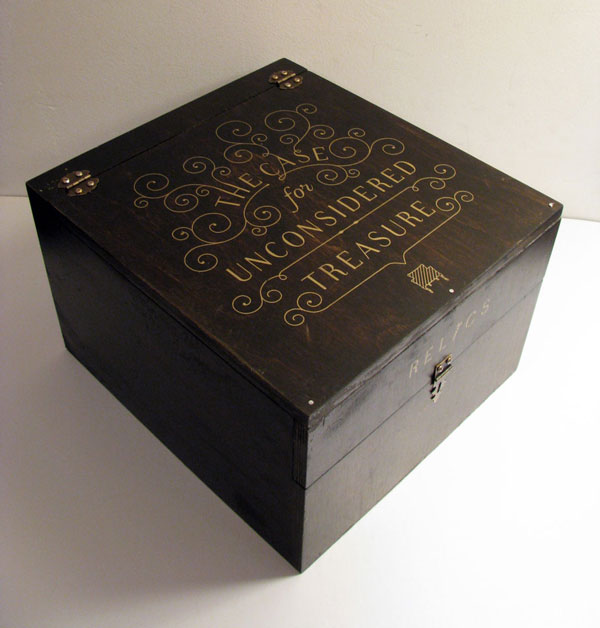 THE CASE
for
UNCONSIDERED
TREASURE
RELICS